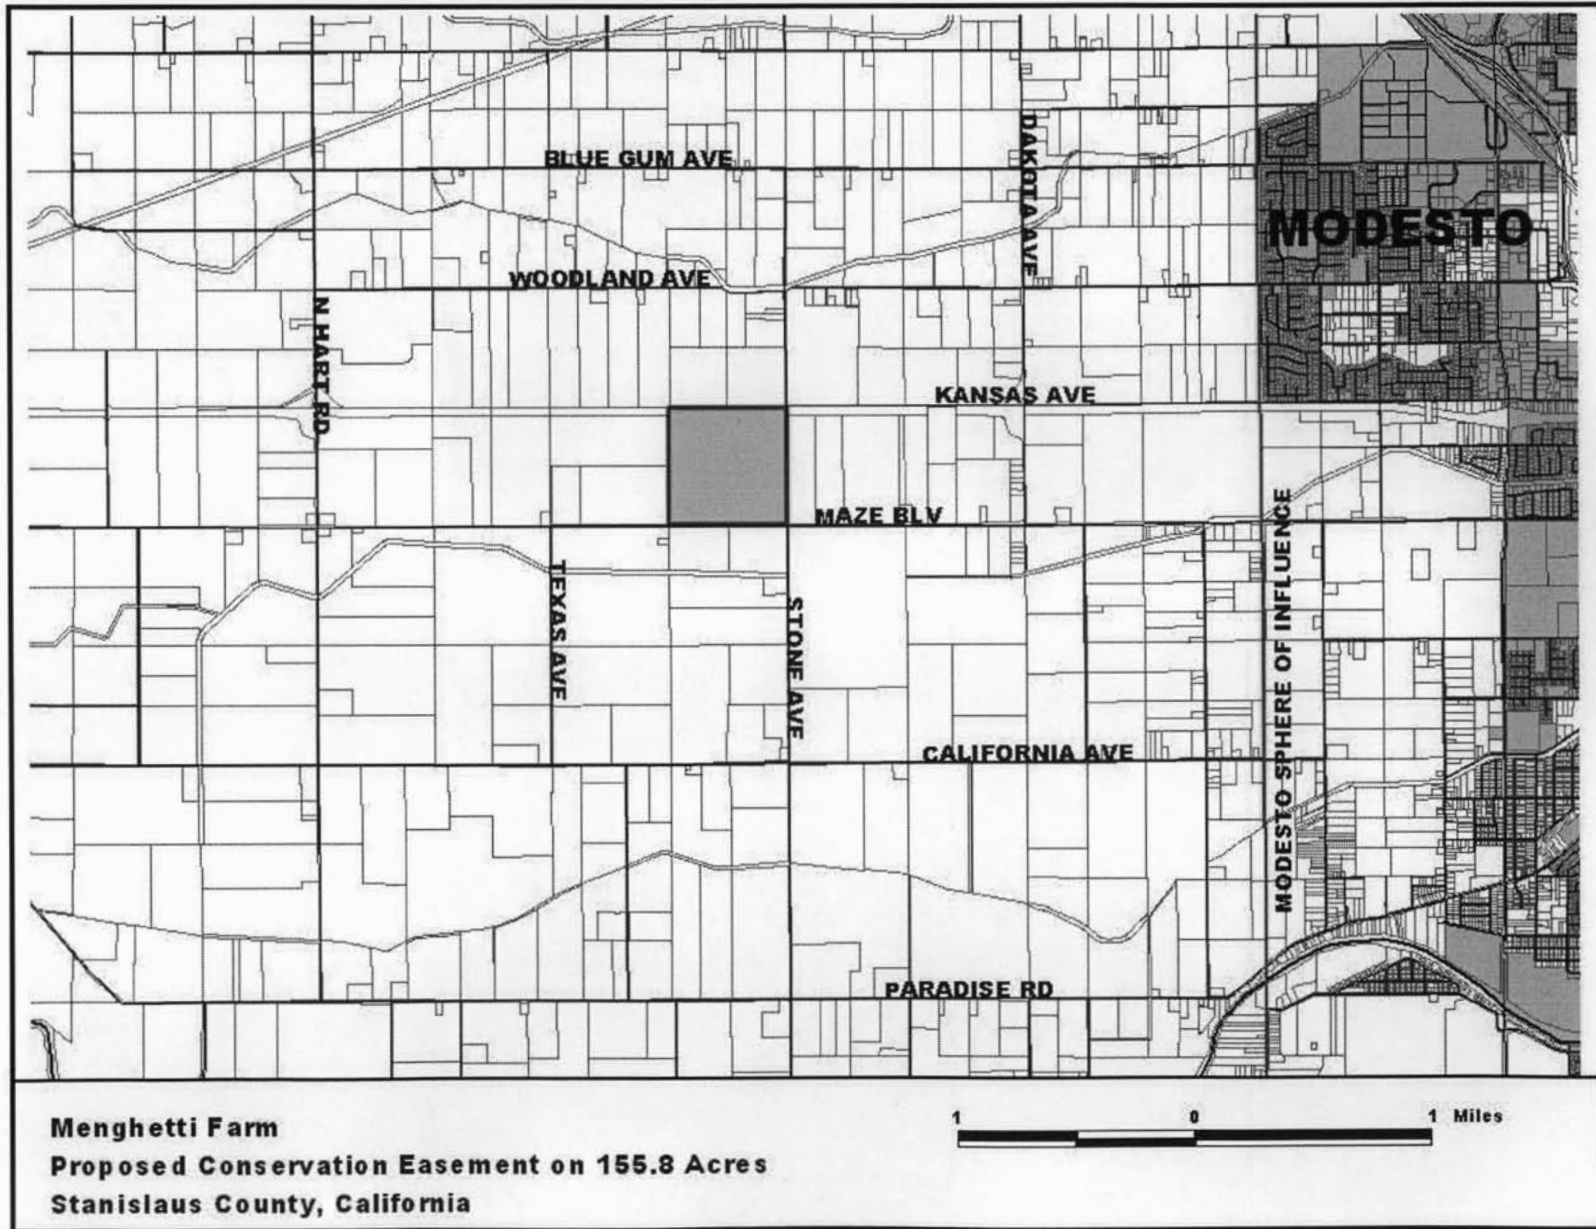 BLUE GUM AVE
DAKOTA AVE
MODESTO
WOODLAND AVE
N HART RD
KANSAS AVE
MAZE BLV
MODESTO SPHERE OF INFLUENCE
TEXAS AVE
STONE AVE
CALIFORNIA AVE
PARADISE RD
1 0 1 Miles
Menghetti Farm
Proposed Conservation Easement on 155.8 Acres
Stanislaus County, California